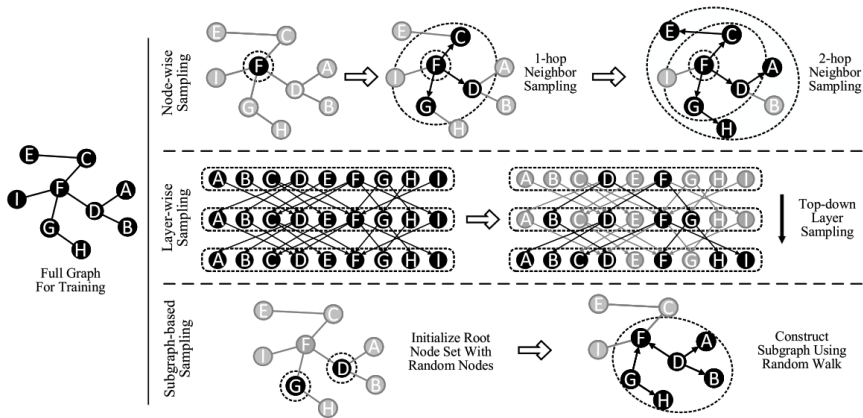 E
C
A
F
I
D
B
G
H
Full Graph
For Training
Node-wise
Sampling
E
C
F
A
I
D
B
G
H
E
C
F
A
I
D
B
G
H
1-hop
Neighbor
Sampling
E
C
F
A
I
D
B
G
H
2-hop
Neighbor
Sampling
Layer-wise
Sampling
A B C D E F G H I
A B C D E F G H I
A B C D E F G H I
A B C D E F G H I
A B C D E F G H I
A B C D E F G H I
Top-down
Layer
Sampling
Subgraph-based
Sampling
E
C
F
A
I
D
B
G
H
Initialize Root
Node Set With
Random Nodes
E
C
F
A
I
D
B
G
H
Construct
Subgraph Using
Random Walk